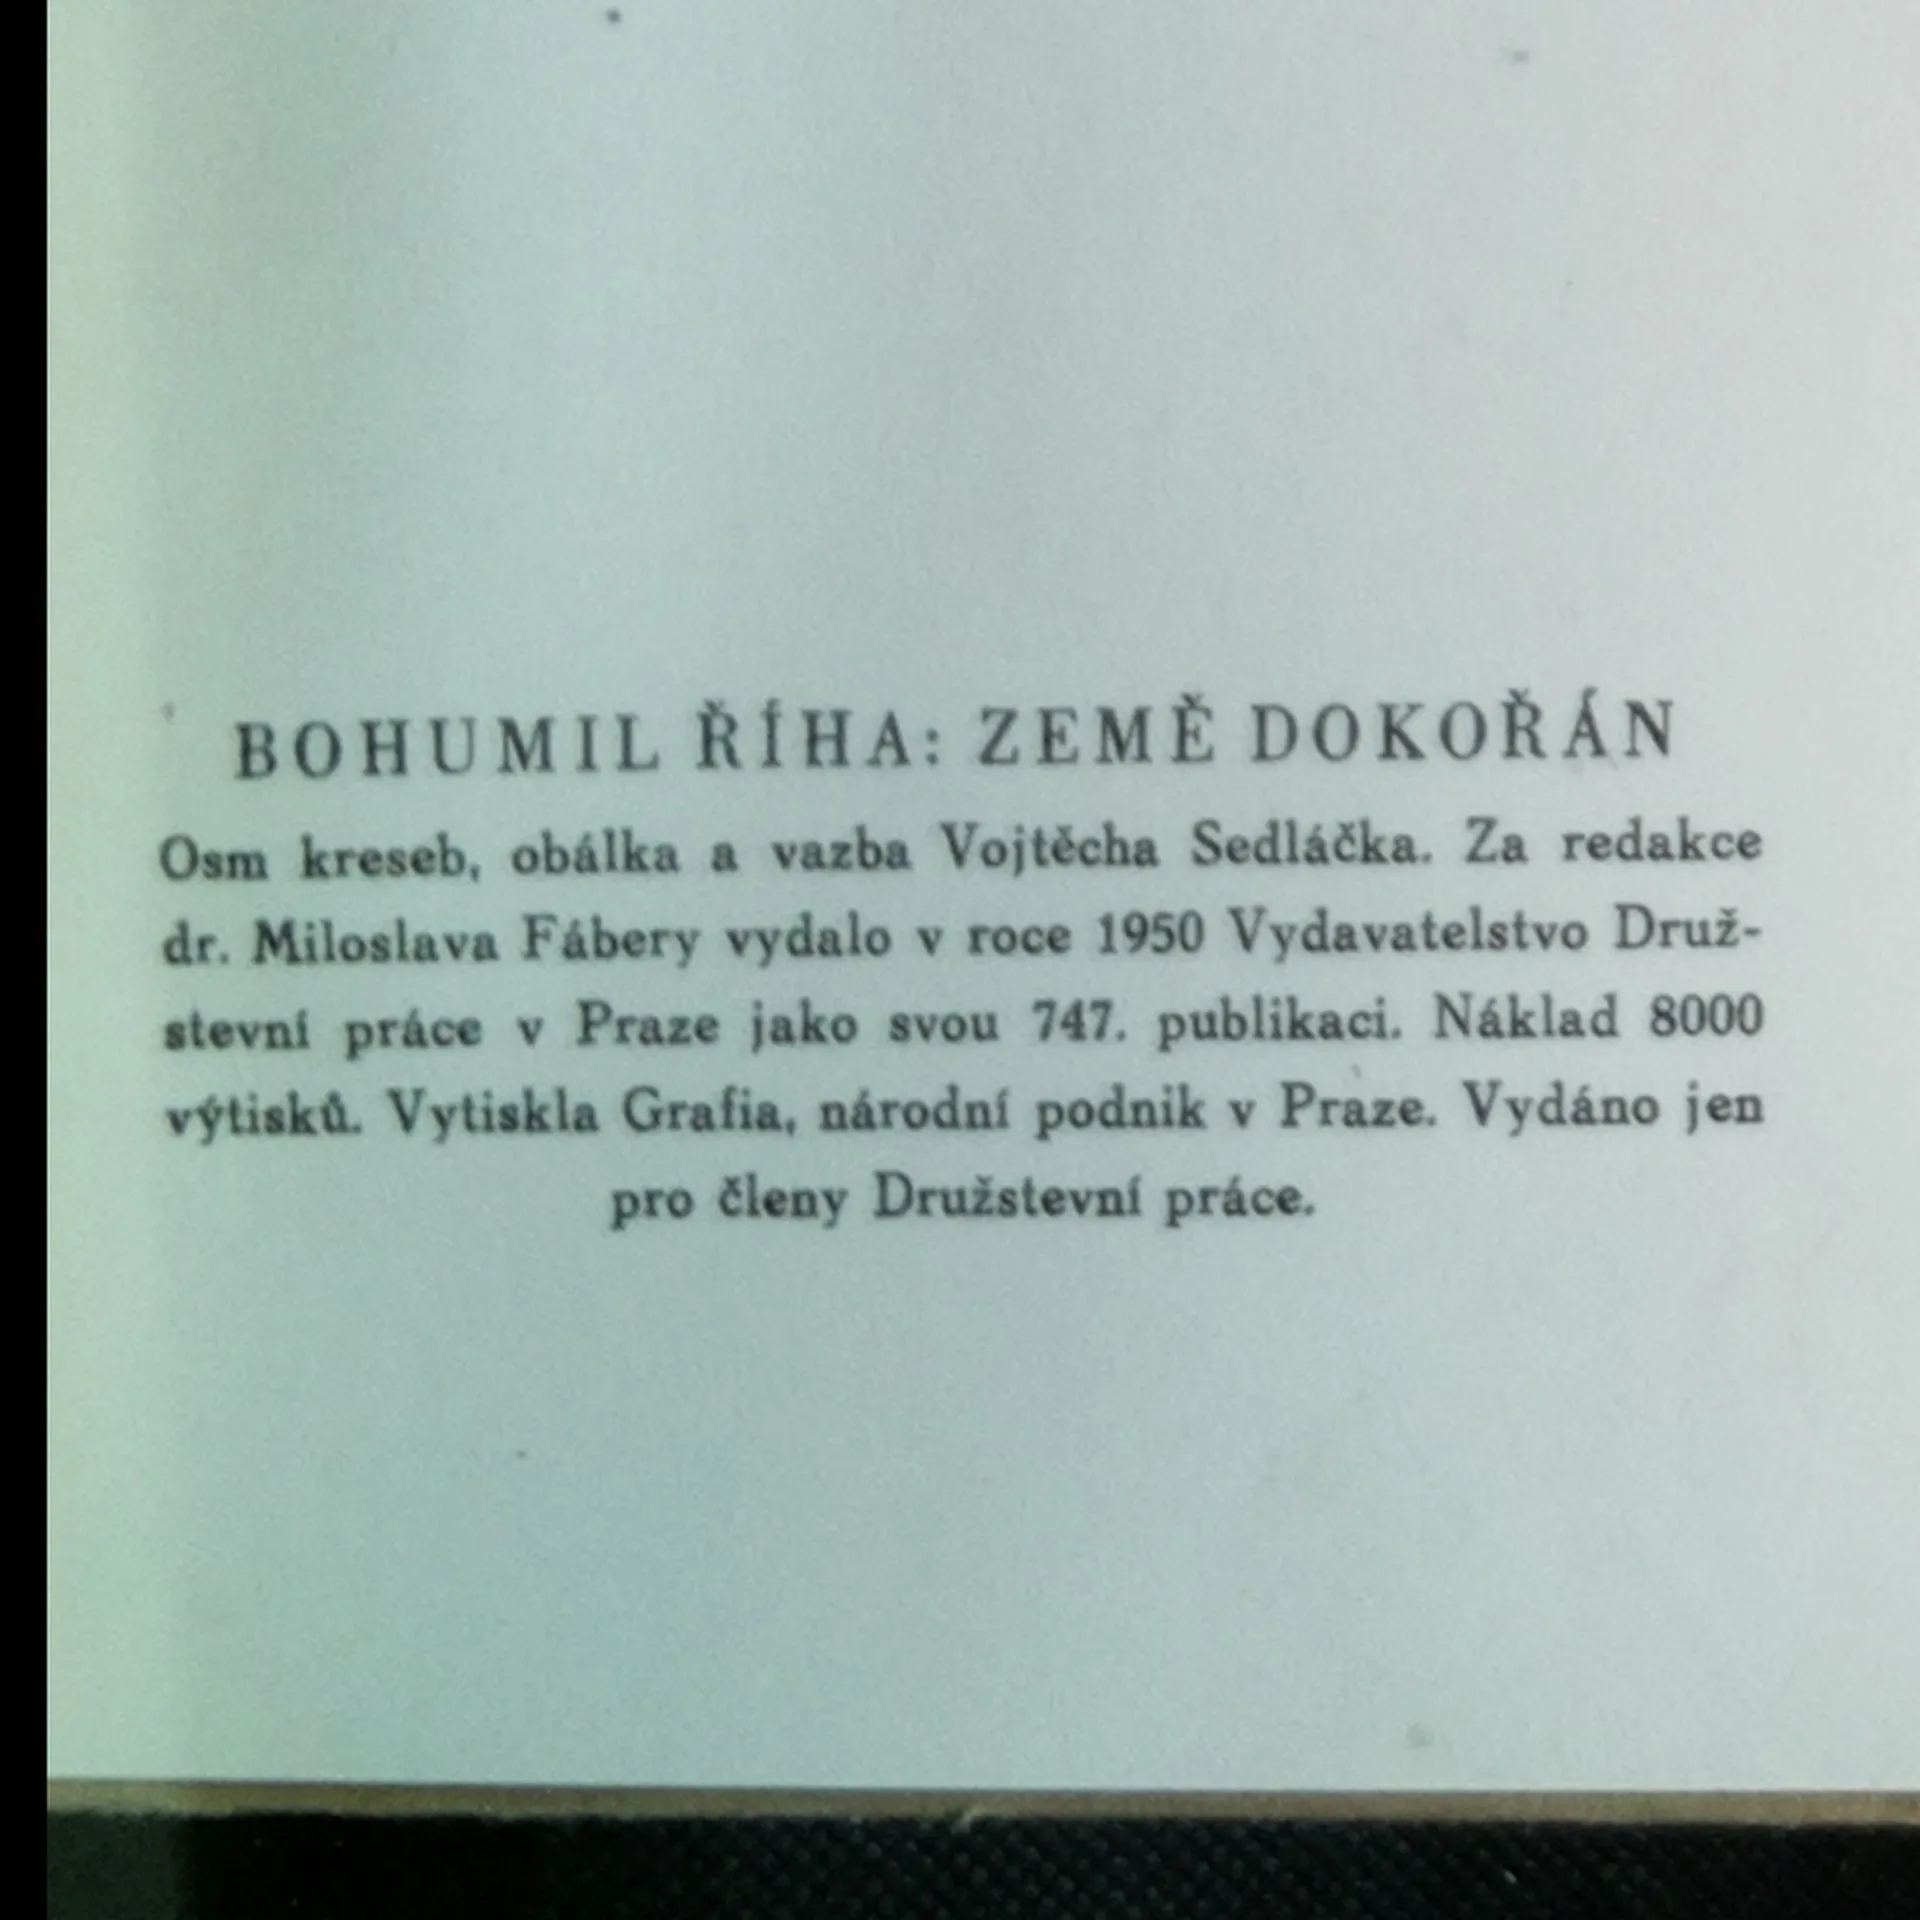 BOHUMIL ŘÍHA: ZEMĚ DOKOŘÁN
Osm kreseb, obálka a vazba Vojtěcha Sedláčka. Za redakce
dr. Miloslava Fábery vydalo v roce 1950 Vydavatelstvo Druž-
stevní práce v Praze jako svou 747. publikaci. Náklad 8000
výtisků. Vytiskla Grafia, národní podnik v Praze. Vydáno jen
pro členy Družstevní práce.